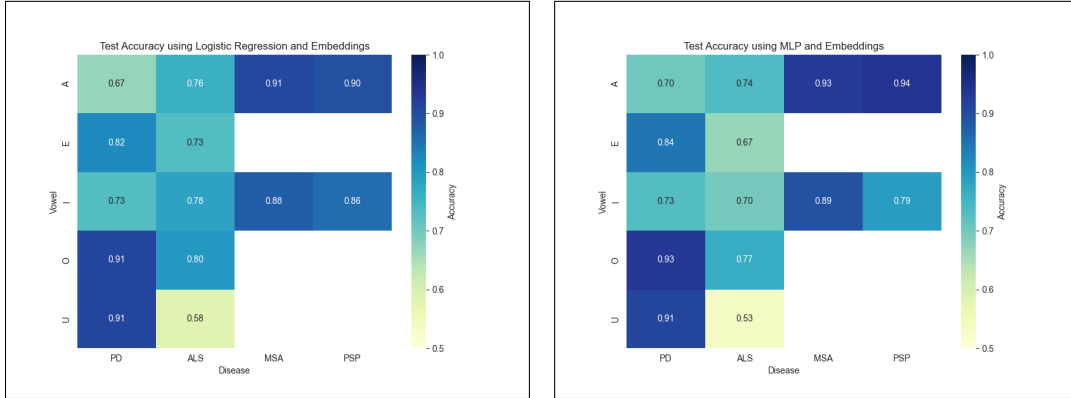 Test Accuracy using Logistic Regression and Embeddings
A
0.67 0.76 0.91 0.90
E
0.82 0.73
I
0.73 0.78 0.88 0.86
O
0.91 0.80
U
0.91 0.58
Vowel
PD ALS MSA PSP
Disease
1.0
0.9
0.8
0.7
0.6
0.5
Accuracy
Test Accuracy using MLP and Embeddings
A
0.70 0.74 0.93 0.94
E
0.84 0.67
I
0.73 0.70 0.89 0.79
O
0.93 0.77
U
0.91 0.53
Vowel
PD ALS MSA PSP
Disease
1.0
0.9
0.8
0.7
0.6
0.5
Accuracy